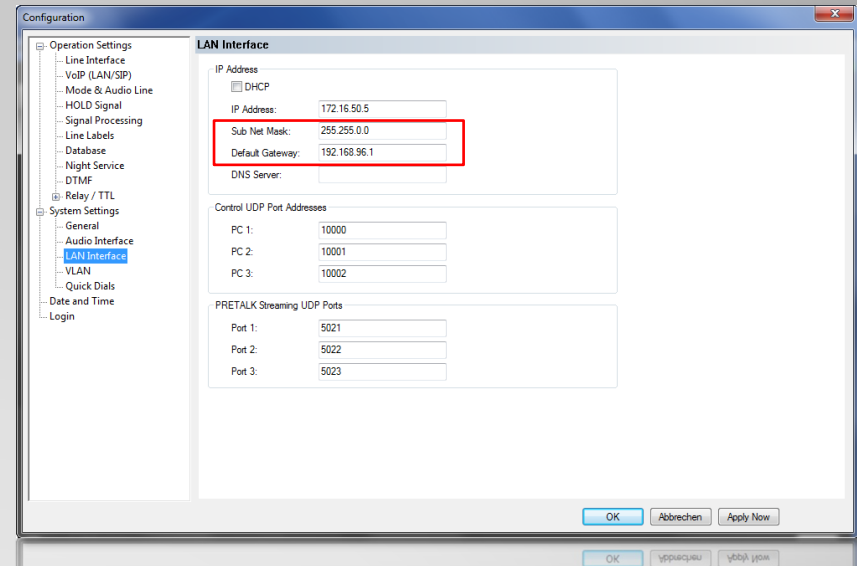 Configuration
Operation Settings
Line Interface
VoIP (LAN/SIP)
Mode & Audio Line
HOLD Signal
Signal Processing
Line Labels
Database
Night Service
DTMF
Relay / TTL
System Settings
General
Audio Interface
LAN Interface
VLAN
Quick Dials
Date and Time
Login
LAN Interface
IP Address
DHCP
IP Address: 172.16.50.5
Sub Net Mask: 255.255.0.0
Default Gateway: 192.168.96.1
DNS Server:
Control UDP Port Addresses
PC 1: 10000
PC 2: 10001
PC 3: 10002
PRETALK Streaming UDP Ports
Port 1: 5021
Port 2: 5022
Port 3: 5023
OK Abbrechen Apply Now